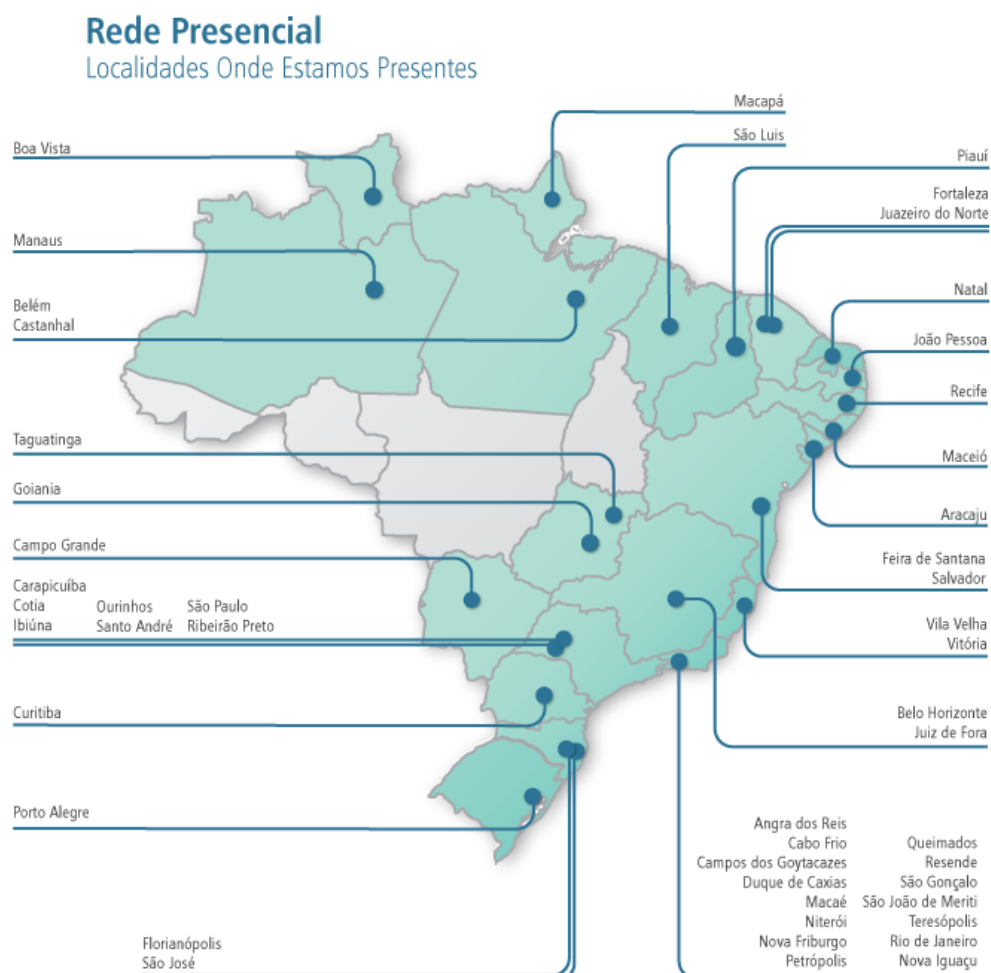 Rede Presencial
Localidades Onde Estamos Presentes
Macapá
São Luis
Piauí
Fortaleza
Juazeiro do Norte
Natal
João Pessoa
Recife
Maceió
Aracaju
Feira de Santana
Salvador
Vila Velha
Vitória
Belo Horizonte
Juiz de Fora
Boa Vista
Manaus
Belém
Castanhal
Taguatinga
Goiania
Campo Grande
Carapicuíba
Cotia Ourinhos São Paulo
Ibiúna Santo André Ribeirão Preto
Curitiba
Porto Alegre
Florianópolis
São José
Angra dos Reis
Cabo Frio Queimados
Campos dos Goytacazes Resende
Duque de Caxias São Gonçalo
Macaé São João de Meriti
Niterói Teresópolis
Nova Friburgo Rio de Janeiro
Petrópolis Nova Iguaçu